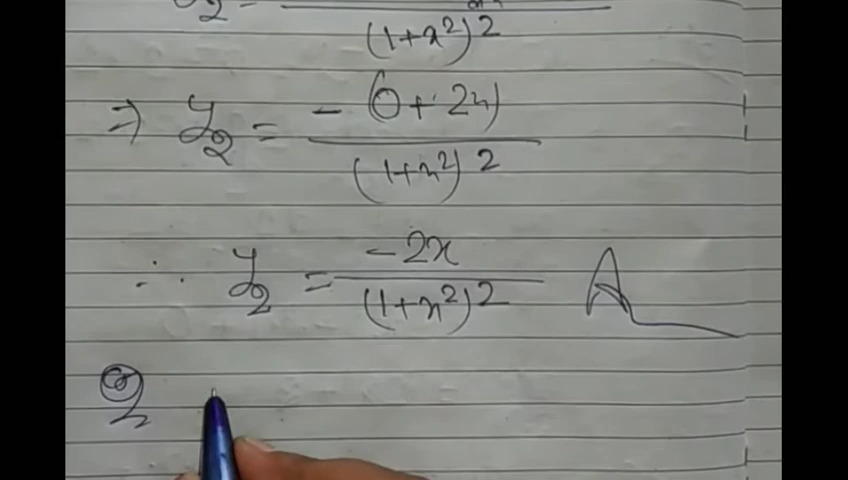 (1+x²)²
⇒ y₂ = -(0+2x) / (1+x²)²
∴ y₂ = -2x / (1+x²)² A
Q